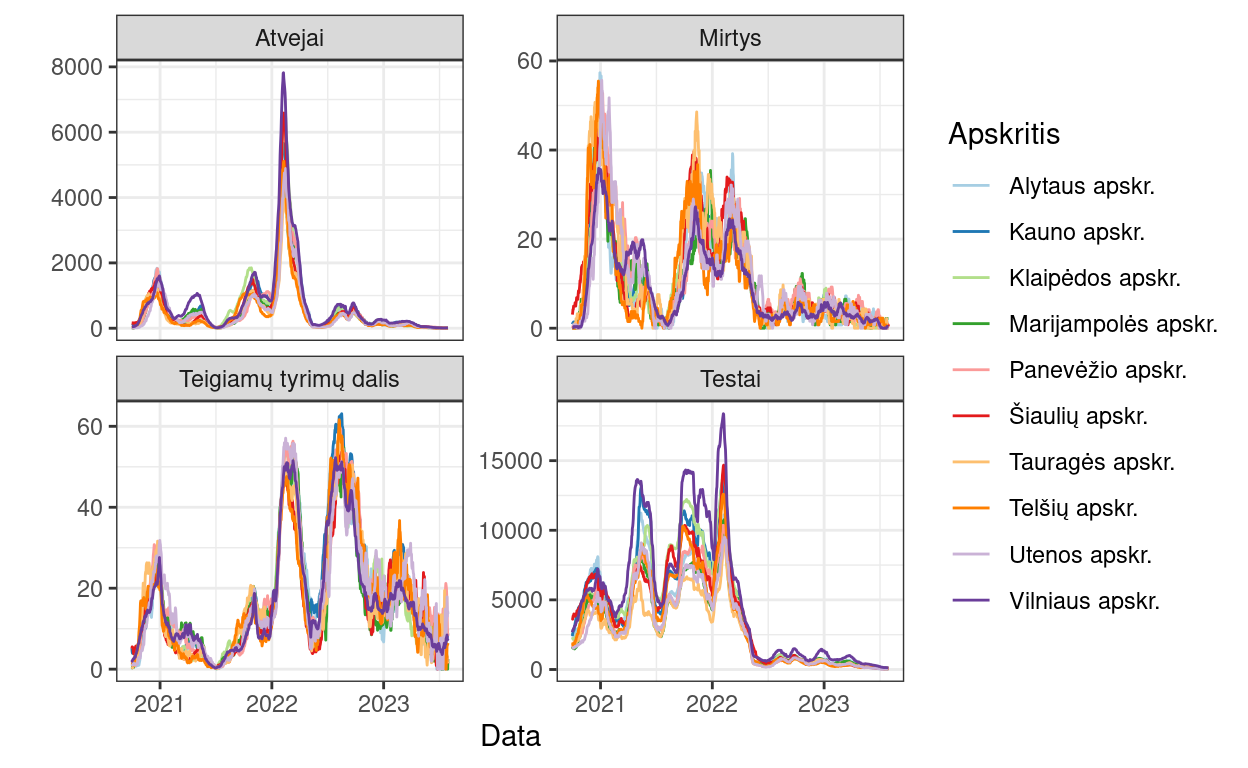 Atvejai
8000
6000
4000
2000
0
Mirtys
60
40
20
0
Teigiamų tyrimų dalis
60
40
20
0
2021 2022 2023
Testai
15000
10000
5000
0
2021 2022 2023
Data
Apskritis
Alytaus apskr.
Kauno apskr.
Klaipėdos apskr.
Marijampolės apskr.
Panevėžio apskr.
Šiaulių apskr.
Tauragės apskr.
Telšių apskr.
Utenos apskr.
Vilniaus apskr.